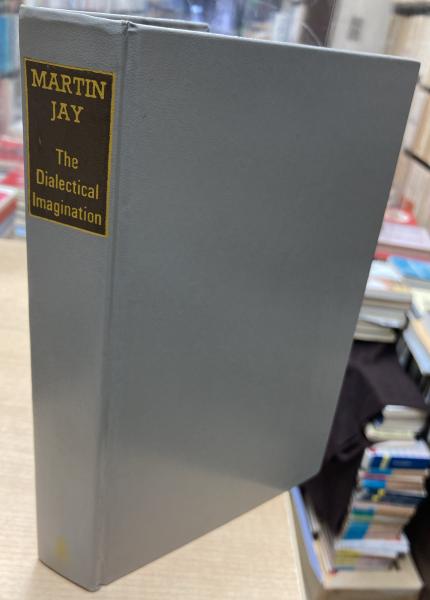 MARTIN
JAY
The
Dialectical
Imagination